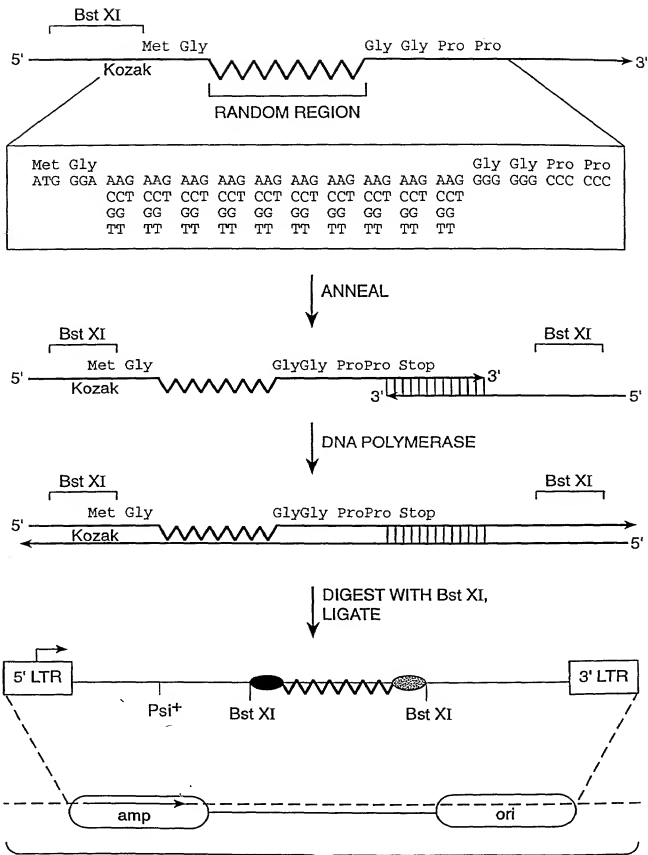 Bst XI
Met Gly Gly Gly Pro Pro
5' 3'
Kozak
RANDOM REGION
Met Gly Gly Gly Pro Pro
ATG GGA AAG AAG AAG AAG AAG AAG AAG AAG AAG AAG GGG GGG CCC CCC
CCT CCT CCT CCT CCT CCT CCT CCT CCT CCT
GG GG GG GG GG GG GG GG GG GG
TT TT TT TT TT TT TT TT TT TT
ANNEAL
Bst XI Bst XI
Met Gly GlyGly ProPro Stop
5' 3'
Kozak 3' 5'
DNA POLYMERASE
Bst XI Bst XI
Met Gly GlyGly ProPro Stop
5'
Kozak 5'
DIGEST WITH Bst XI,
LIGATE
5' LTR 3' LTR
Psi+ Bst XI Bst XI
amp ori